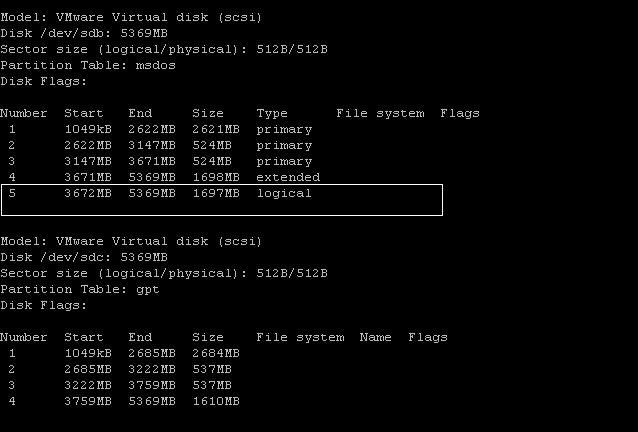 Model: VMware Virtual disk (scsi)
Disk /dev/sdb: 5369MB
Sector size (logical/physical): 512B/512B
Partition Table: msdos
Disk Flags:
Number  Start   End     Size    Type      File system  Flags
 1      1049kB  2622MB  2621MB  primary
 2      2622MB  3147MB  524MB   primary
 3      3147MB  3671MB  524MB   primary
 4      3671MB  5369MB  1698MB  extended
 5      3672MB  5369MB  1697MB  logical
Model: VMware Virtual disk (scsi)
Disk /dev/sdc: 5369MB
Sector size (logical/physical): 512B/512B
Partition Table: gpt
Disk Flags:
Number  Start   End     Size    File system  Name  Flags
 1      1049kB  2685MB  2684MB
 2      2685MB  3222MB  537MB
 3      3222MB  3759MB  537MB
 4      3759MB  5369MB  1610MB